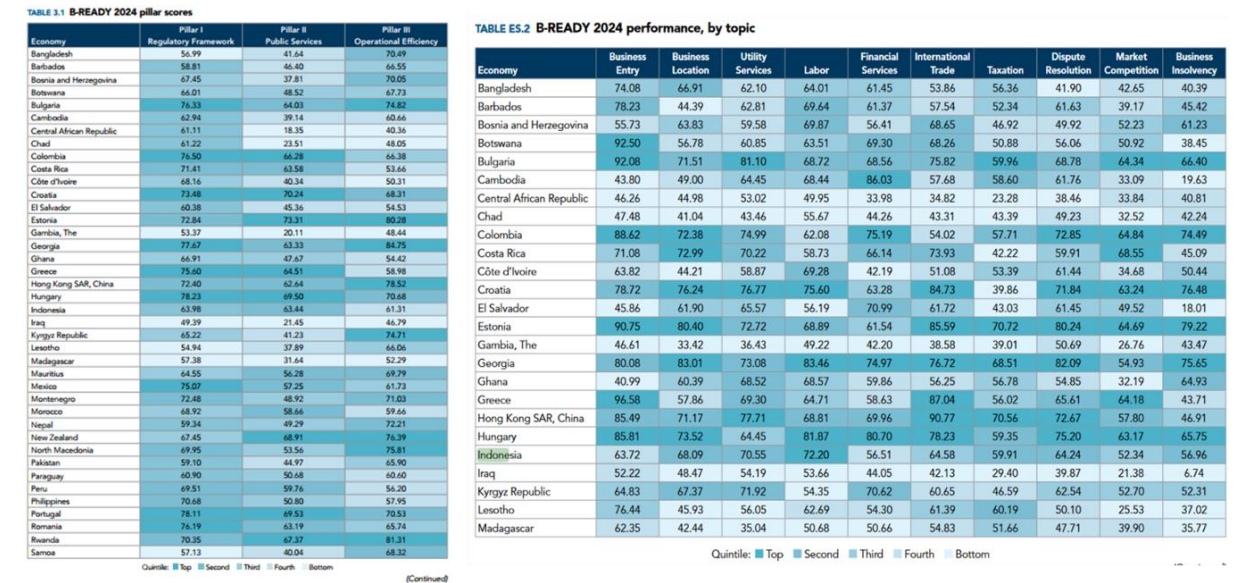 TABLE 3.1 B-READY 2024 pillar scores
Economy Pillar I Regulatory Framework Pillar II Public Services Pillar III Operational Efficiency
Bangladesh 56.99 41.64 70.49
Barbados 58.81 46.40 66.55
Bosnia and Herzegovina 67.45 37.81 70.05
Botswana 66.01 48.52 67.73
Bulgaria 76.33 64.03 74.82
Cambodia 62.94 39.14 60.66
Central African Republic 61.11 18.35 40.36
Chad 61.22 23.51 48.05
Colombia 76.50 66.28 66.38
Costa Rica 71.41 63.58 53.66
Côte d'Ivoire 68.16 40.34 50.31
Croatia 73.48 70.24 68.31
El Salvador 60.38 45.36 54.53
Estonia 72.84 73.31 80.28
Gambia, The 53.37 20.11 48.44
Georgia 77.67 63.33 84.75
Ghana 66.91 47.67 54.42
Greece 75.60 64.51 58.98
Hong Kong SAR, China 72.40 62.64 78.52
Hungary 78.23 69.50 70.68
Indonesia 63.98 63.44 61.31
Iraq 49.39 21.45 46.79
Kyrgyz Republic 65.22 41.23 74.71
Lesotho 54.94 37.89 66.06
Madagascar 57.38 31.64 52.29
Mauritius 64.55 56.28 69.79
Mexico 75.07 57.25 61.73
Montenegro 72.48 48.92 71.03
Morocco 68.92 58.66 59.66
Nepal 59.34 49.29 72.21
New Zealand 67.45 68.91 76.39
North Macedonia 69.95 53.56 75.81
Pakistan 59.10 44.97 65.90
Paraguay 60.90 50.68 60.60
Peru 69.51 59.76 56.20
Philippines 70.68 50.80 57.95
Portugal 78.11 69.53 70.53
Romania 76.19 63.19 65.74
Rwanda 70.35 67.37 81.31
Samoa 57.13 40.04 68.32
Quintile: Top Second Third Fourth Bottom
(Continued)
TABLE ES.2 B-READY 2024 performance, by topic
Economy Business Entry Business Location Utility Services Labor Financial Services International Trade Taxation Dispute Resolution Market Competition Business Insolvency
Bangladesh 74.08 66.91 62.10 64.01 61.45 53.86 56.36 41.90 42.65 40.39
Barbados 78.23 44.39 62.81 69.64 61.37 57.54 52.34 61.63 39.17 45.42
Bosnia and Herzegovina 55.73 63.83 59.58 69.87 56.41 68.65 46.92 49.92 52.23 61.23
Botswana 92.50 56.78 60.85 63.51 69.30 68.26 50.88 56.06 50.92 38.45
Bulgaria 92.08 71.51 81.10 68.72 68.56 75.82 59.96 68.78 64.34 66.40
Cambodia 43.80 49.00 64.45 68.44 86.03 57.68 58.60 61.76 33.09 19.63
Central African Republic 46.26 44.98 53.02 49.95 33.98 34.82 23.28 38.46 33.84 40.81
Chad 47.48 41.04 43.46 55.67 44.26 43.31 43.39 49.23 32.52 42.24
Colombia 88.62 72.38 74.99 62.08 75.19 54.02 57.71 72.85 64.84 74.49
Costa Rica 71.08 72.99 70.22 58.73 66.14 73.93 42.22 59.91 68.55 45.09
Côte d'Ivoire 63.82 44.21 58.87 69.28 42.19 51.08 53.39 61.44 34.68 50.44
Croatia 78.72 76.24 76.77 75.60 63.28 84.73 39.86 71.84 63.24 76.48
El Salvador 45.86 61.90 65.57 56.19 70.99 61.72 43.03 61.45 49.52 18.01
Estonia 90.75 80.40 72.72 68.89 61.54 85.59 70.72 80.24 64.69 79.22
Gambia, The 46.61 33.42 36.43 49.22 42.20 38.58 39.01 50.69 26.76 43.47
Georgia 80.08 83.01 73.08 83.46 74.97 76.72 68.51 82.09 54.93 75.65
Ghana 40.99 60.39 68.52 68.57 59.86 56.25 56.78 54.85 32.19 64.93
Greece 96.58 57.86 69.30 64.71 58.63 87.04 56.02 65.61 64.18 43.71
Hong Kong SAR, China 85.49 71.17 77.71 68.81 69.96 90.77 70.56 72.67 57.80 46.91
Hungary 85.81 73.52 64.45 81.87 80.70 78.23 59.35 75.20 63.17 65.75
Indonesia 63.72 68.09 70.55 72.20 56.51 64.58 59.91 64.24 52.34 56.96
Iraq 52.22 48.47 54.19 53.66 44.05 42.13 29.40 39.87 21.38 6.74
Kyrgyz Republic 64.83 67.37 71.92 54.35 70.62 60.65 46.59 62.54 52.70 52.31
Lesotho 76.44 45.93 56.05 62.69 54.30 61.39 60.19 50.10 25.53 37.02
Madagascar 62.35 42.44 35.04 50.68 50.66 54.83 51.66 47.71 39.90 35.77
Quintile: Top Second Third Fourth Bottom